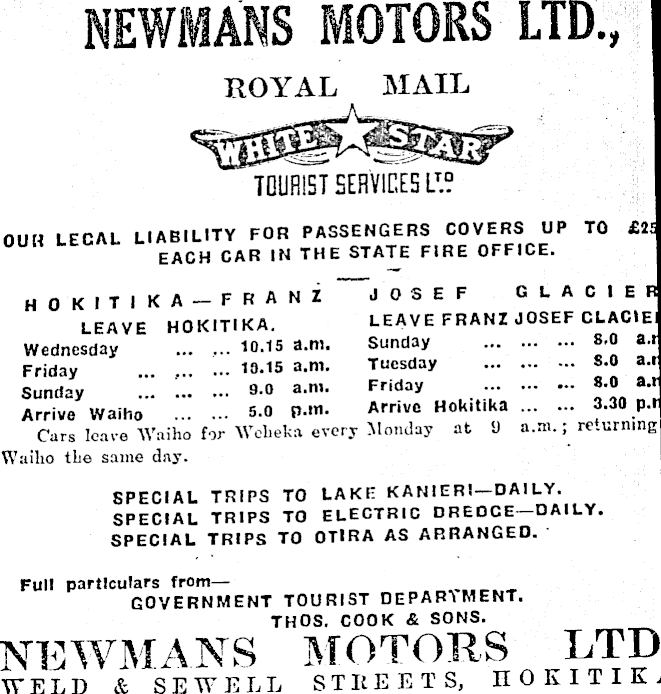 NEWMANS MOTORS LTD.,
ROYAL MAIL
WHITE STAR
TOURIST SERVICES LTD.
OUR LEGAL LIABILITY FOR PASSENGERS COVERS UP TO £25
EACH CAR IN THE STATE FIRE OFFICE.
HOKITIKA—FRANZ JOSEF GLACIER
LEAVE HOKITIKA.
Wednesday ... ... 10.15 a.m.
Friday ... ... ... 10.15 a.m.
Sunday ... ... ... 9.0 a.m.
Arrive Waiho ... ... 5.0 p.m.
LEAVE FRANZ JOSEF GLACIE
Sunday ... ... ... 8.0 a.m
Tuesday ... ... ... 8.0 a.m
Friday ... ... ... 8.0 a.m
Arrive Hokitika ... ... 3.30 p.m
Cars leave Waiho for Weheka every Monday at 9 a.m.; returning
Waiho the same day.
SPECIAL TRIPS TO LAKE KANIERI—DAILY.
SPECIAL TRIPS TO ELECTRIC DREDGE—DAILY.
SPECIAL TRIPS TO OTIRA AS ARRANGED.
Full particulars from—
GOVERNMENT TOURIST DEPARTMENT.
THOS. COOK & SONS.
NEWMANS MOTORS LTD
WELD & SEWELL STREETS, HOKITIKA